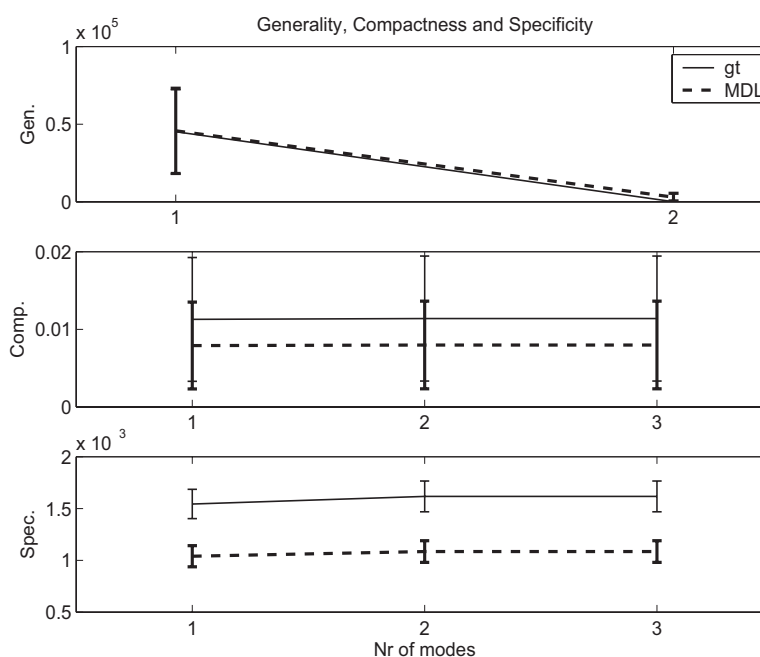 Generality, Compactness and Specificity
x 10^5
1
0.5
0
Gen.
1
2
gt
MDL
0.02
0.01
0
Comp.
1
2
3
x 10^3
2
1.5
1
0.5
Spec.
1
2
3
Nr of modes